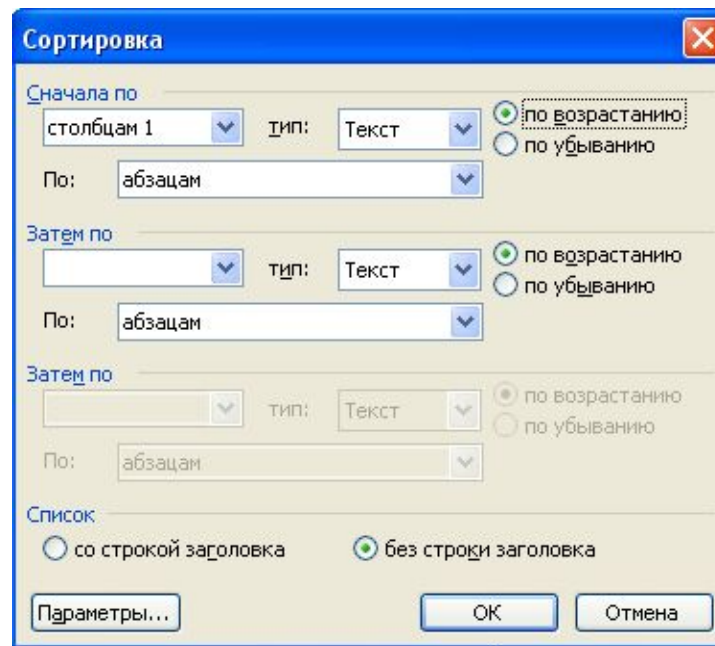 Сортировка
Сначала по
столбцам 1 тип: Текст по возрастанию
по убыванию
По: абзацам
Затем по
тип: Текст по возрастанию
по убыванию
По: абзацам
Затем по
тип: Текст по возрастанию
по убыванию
По: абзацам
Список
со строкой заголовка без строки заголовка
Параметры... ОК Отмена